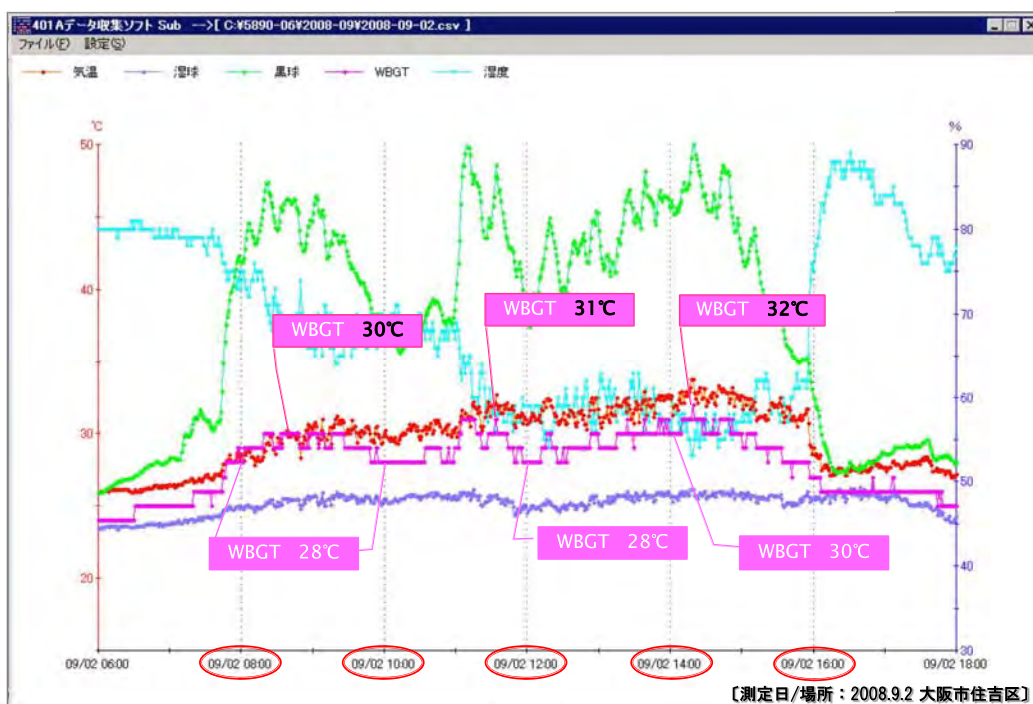 401Aデータ収集ソフト Sub -->[ C:¥5890-06¥2008-09¥2008-09-02.csv ]
ファイル(F) 設定(S)
気温 湿球 黒球 WBGT 湿度
℃ %
50 90
80
40 70
WBGT 30℃ WBGT 31℃ WBGT 32℃
60
30
50
WBGT 28℃ WBGT 28℃ WBGT 30℃
20 40
30
09/02 06:00 09/02 08:00 09/02 10:00 09/02 12:00 09/02 14:00 09/02 16:00 09/02 18:00
[測定日/場所:2008.9.2 大阪市住吉区]